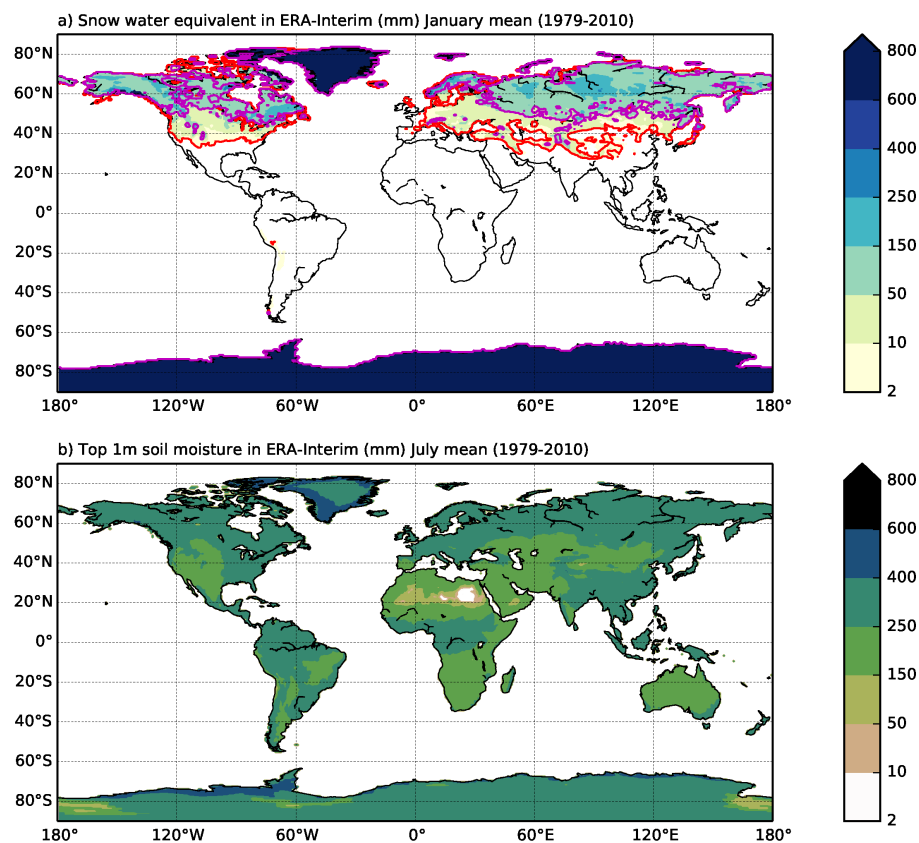 a) Snow water equivalent in ERA-Interim (mm) January mean (1979-2010)
80°N
60°N
40°N
20°N
0°
20°S
40°S
60°S
80°S
180°
120°W
60°W
0°
60°E
120°E
180°
800
600
400
250
150
50
10
2
b) Top 1m soil moisture in ERA-Interim (mm) July mean (1979-2010)
80°N
60°N
40°N
20°N
0°
20°S
40°S
60°S
80°S
180°
120°W
60°W
0°
60°E
120°E
180°
800
600
400
250
150
50
10
2